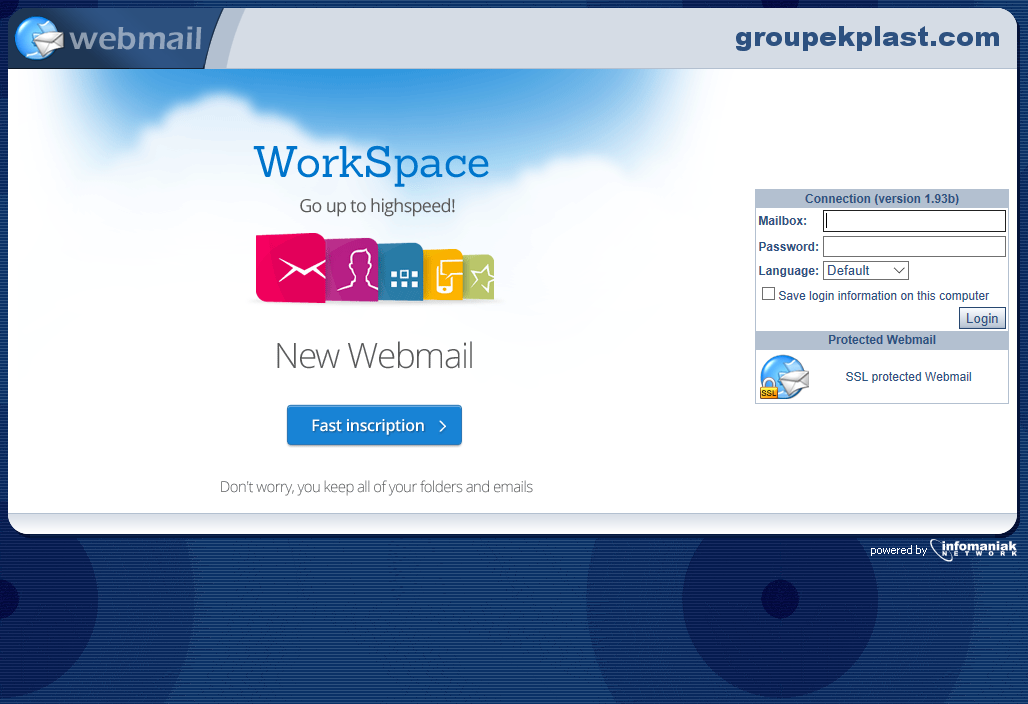 webmail
groupekplast.com
WorkSpace
Go up to highspeed!
New Webmail
Fast inscription
Don't worry, you keep all of your folders and emails
Connection (version 1.93b)
Mailbox:
Password:
Language: Default
Save login information on this computer
Login
Protected Webmail
SSL
SSL protected Webmail
powered by infomaniak
NETWORK